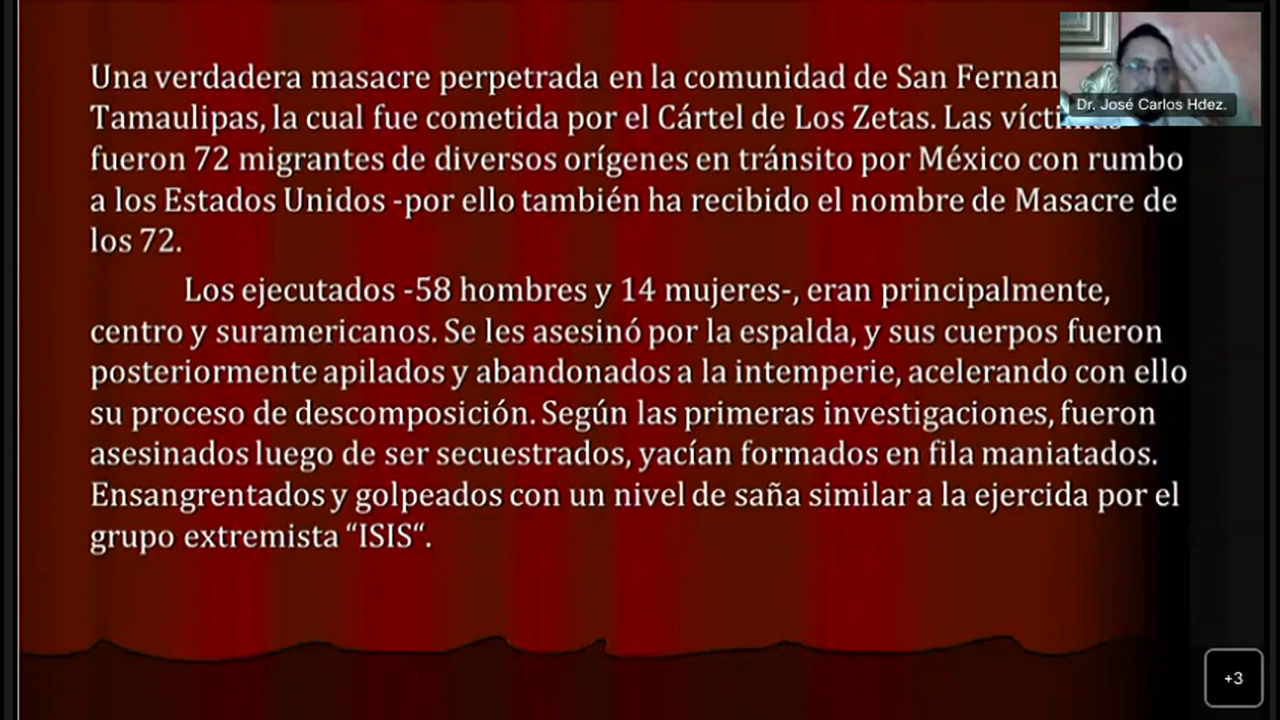 Una verdadera masacre perpetrada en la comunidad de San Fernan
Tamaulipas, la cual fue cometida por el Cártel de Los Zetas. Las víctimas
fueron 72 migrantes de diversos orígenes en tránsito por México con rumbo
a los Estados Unidos -por ello también ha recibido el nombre de Masacre de
los 72.
Los ejecutados -58 hombres y 14 mujeres-, eran principalmente,
centro y suramericanos. Se les asesinó por la espalda, y sus cuerpos fueron
posteriormente apilados y abandonados a la intemperie, acelerando con ello
su proceso de descomposición. Según las primeras investigaciones, fueron
asesinados luego de ser secuestrados, yacían formados en fila maniatados.
Ensangrentados y golpeados con un nivel de saña similar a la ejercida por el
grupo extremista “ISIS“.
Dr. José Carlos Hdez.
+3